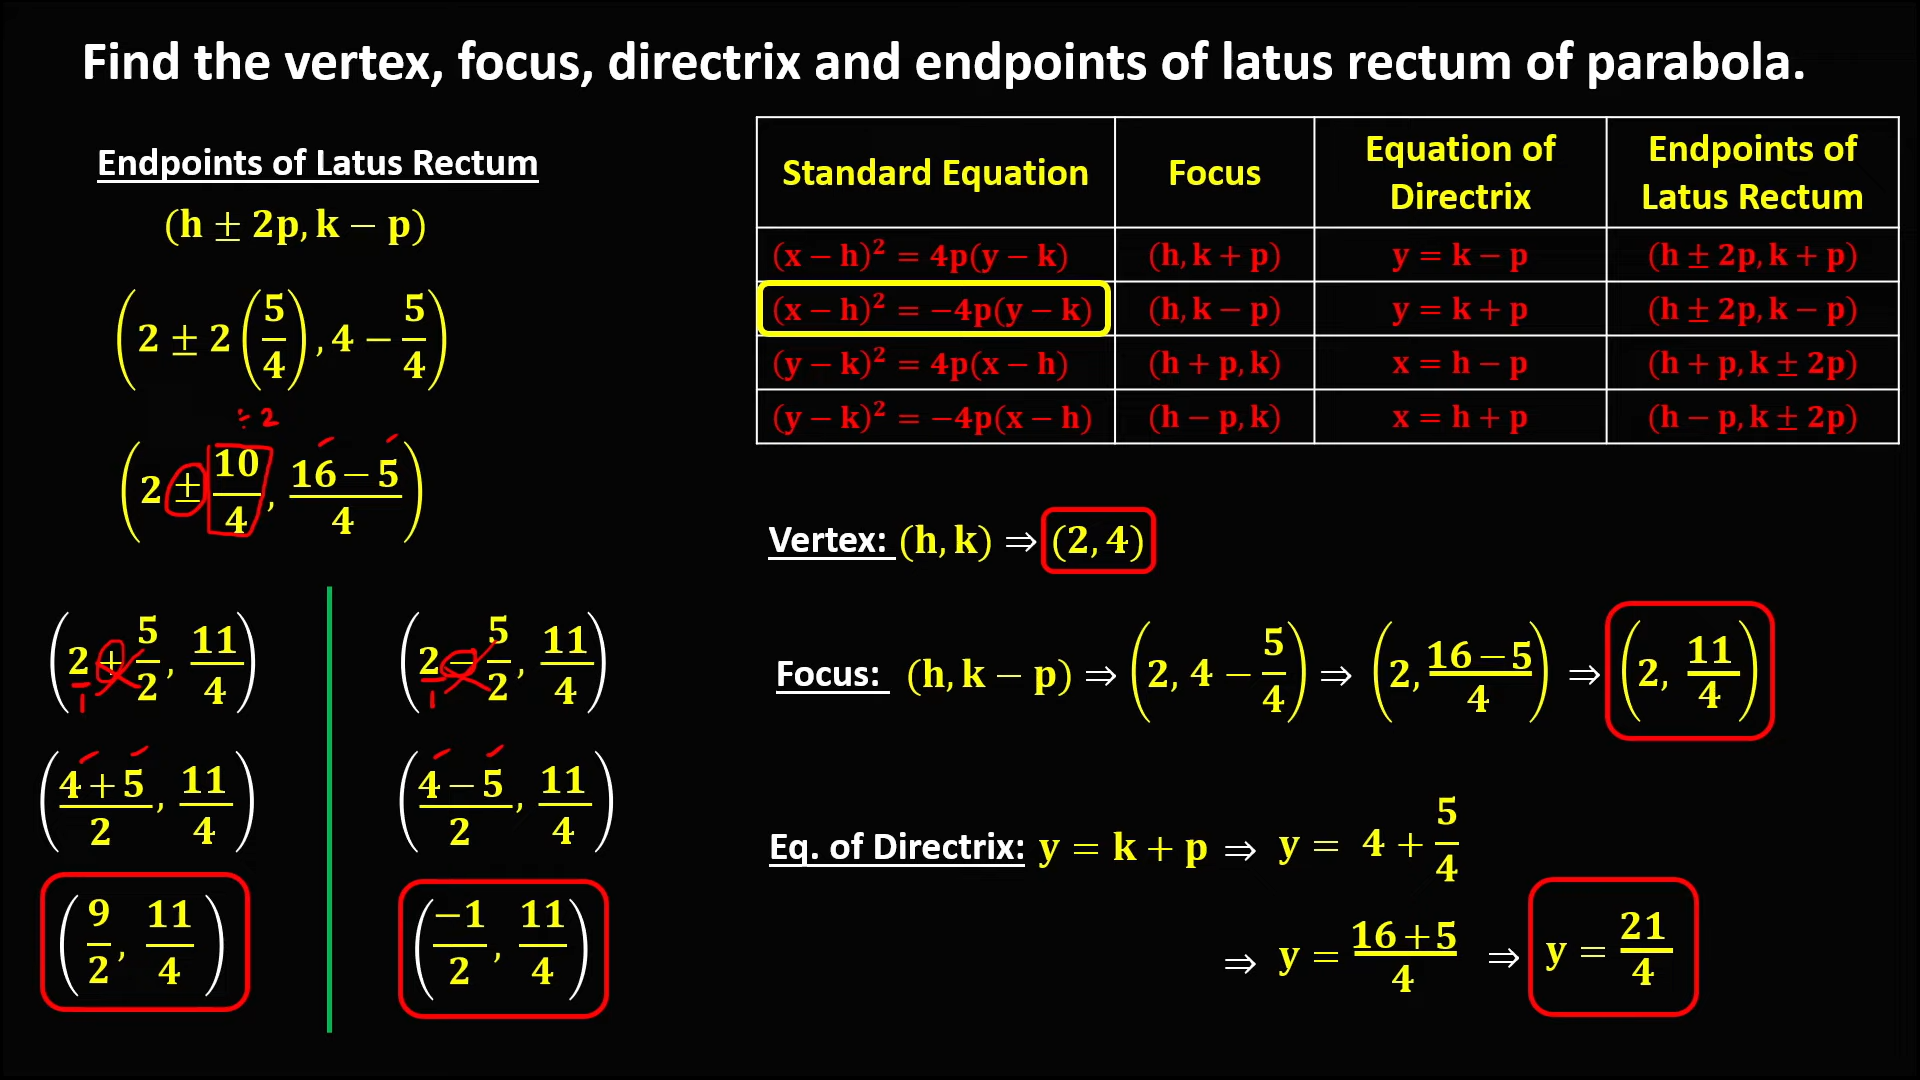 Find the vertex, focus, directrix and endpoints of latus rectum of parabola.
Endpoints of Latus Rectum
(h ± 2p, k − p)
(2 ± 2(5/4), 4 − 5/4)
÷ 2
(2 ± 10/4, (16 − 5)/4)
(2 + 5/2, 11/4)
1
((4 + 5)/2, 11/4)
(9/2, 11/4)
(2 − 5/2, 11/4)
1
((4 − 5)/2, 11/4)
(−1/2, 11/4)
Standard Equation | Focus | Equation of Directrix | Endpoints of Latus Rectum
(x − h)² = 4p(y − k) | (h, k + p) | y = k − p | (h ± 2p, k + p)
(x − h)² = −4p(y − k) | (h, k − p) | y = k + p | (h ± 2p, k − p)
(y − k)² = 4p(x − h) | (h + p, k) | x = h − p | (h + p, k ± 2p)
(y − k)² = −4p(x − h) | (h − p, k) | x = h + p | (h − p, k ± 2p)
Vertex: (h, k) ⇒ (2, 4)
Focus: (h, k − p) ⇒ (2, 4 − 5/4) ⇒ (2, (16 − 5)/4) ⇒ (2, 11/4)
Eq. of Directrix: y = k + p ⇒ y = 4 + 5/4
⇒ y = (16 + 5)/4 ⇒ y = 21/4